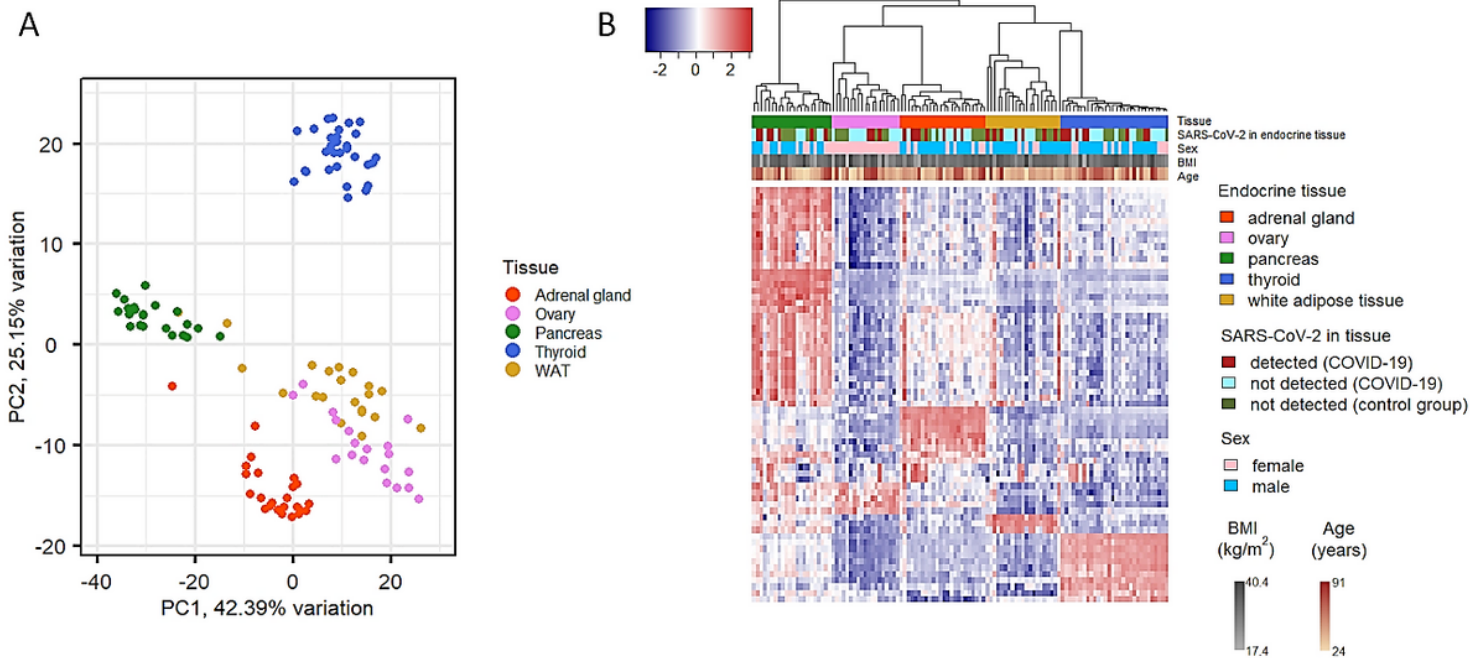 A
20
10
0
-10
-20
-40
-20
0
20
PC2, 25.15% variation
PC1, 42.39% variation
Tissue
Adrenal gland
Ovary
Pancreas
Thyroid
WAT
B
-2 0 2
Tissue
SARS-CoV-2 in endocrine tissue
Sex
BMI
Age
Endocrine tissue
adrenal gland
ovary
pancreas
thyroid
white adipose tissue
SARS-CoV-2 in tissue
detected (COVID-19)
not detected (COVID-19)
not detected (control group)
Sex
female
male
BMI
(kg/m²)
40.4
17.4
Age
(years)
91
24